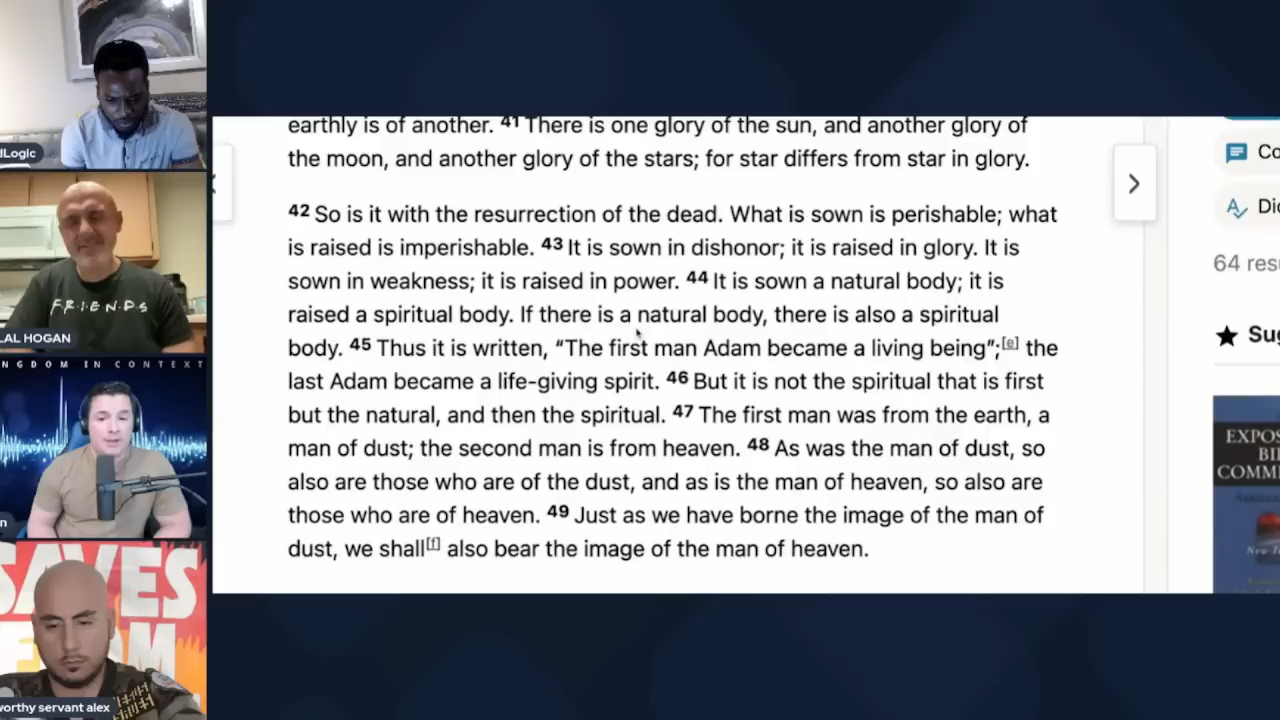 dLogic
F.R.I.E.N.D.S
LAL HOGAN
NGDOM IN CONTEXT
n
SAVES
FROM
worthy servant alex
earthly is of another. 41 There is one glory of the sun, and another glory of
the moon, and another glory of the stars; for star differs from star in glory.
42 So is it with the resurrection of the dead. What is sown is perishable; what
is raised is imperishable. 43 It is sown in dishonor; it is raised in glory. It is
sown in weakness; it is raised in power. 44 It is sown a natural body; it is
raised a spiritual body. If there is a natural body, there is also a spiritual
body. 45 Thus it is written, “The first man Adam became a living being”;[e] the
last Adam became a life-giving spirit. 46 But it is not the spiritual that is first
but the natural, and then the spiritual. 47 The first man was from the earth, a
man of dust; the second man is from heaven. 48 As was the man of dust, so
also are those who are of the dust, and as is the man of heaven, so also are
those who are of heaven. 49 Just as we have borne the image of the man of
dust, we shall[f] also bear the image of the man of heaven.
Co
Dic
64 resu
Sug
EXPOS
BI
COMM